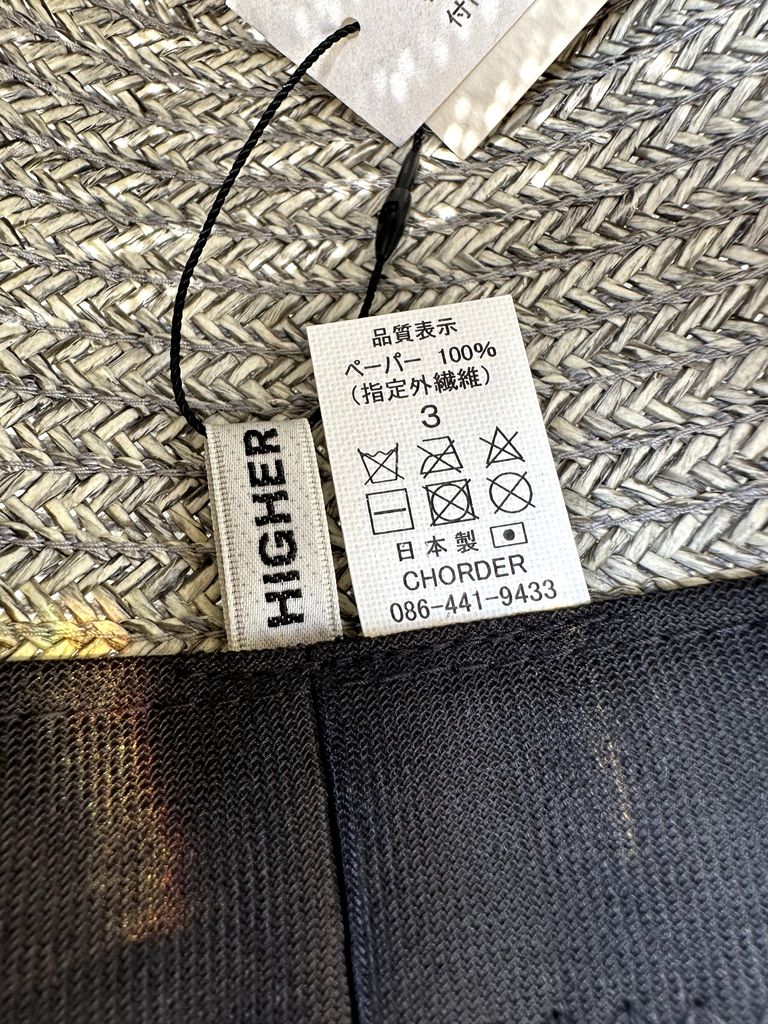 付
HIGHER
品質表示
ペーパー 100%
(指定外繊維)
3
日本製
CHORDER
086-441-9433